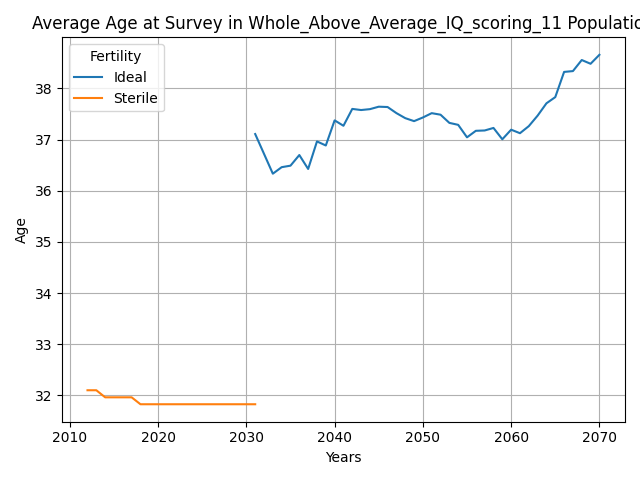 Average Age at Survey in Whole_Above_Average_IQ_scoring_11 Populatio
Fertility
Ideal
Sterile
38
37
36
35
34
33
32
Age
2010 2020 2030 2040 2050 2060 2070
Years